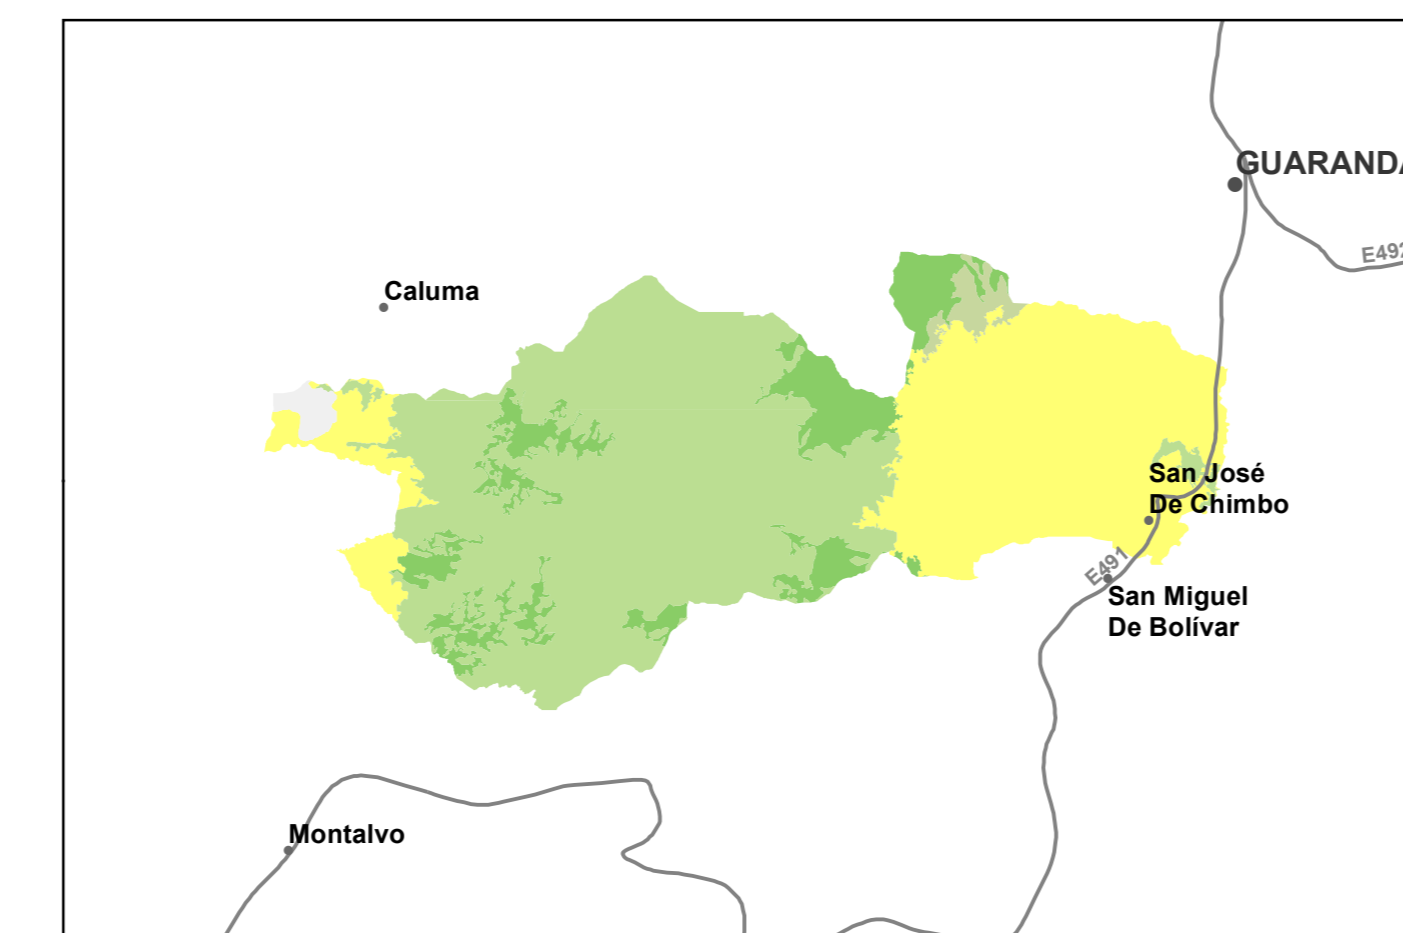 GUARANDA
E492
Caluma
San José
De Chimbo
E491
San Miguel
De Bolívar
Montalvo